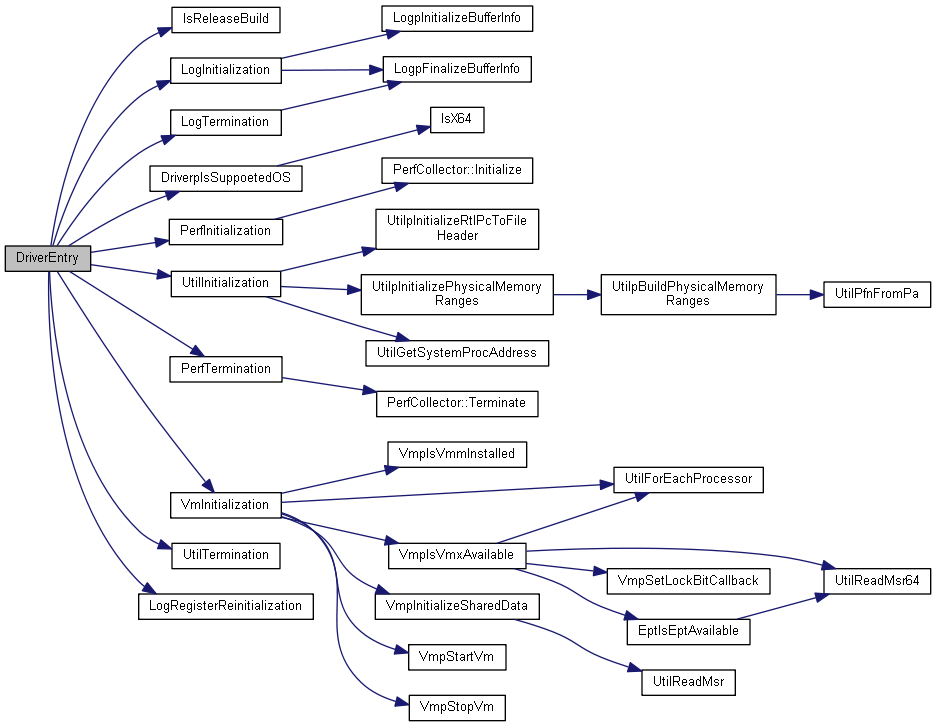 DriverEntry
IsReleaseBuild
LogInitialization
LogTermination
DriverpIsSuppoetedOS
PerfInitialization
UtilInitialization
PerfTermination
VmInitialization
UtilTermination
LogRegisterReinitialization
LogpInitializeBufferInfo
LogpFinalizeBufferInfo
IsX64
PerfCollector::Initialize
UtilpInitializeRtlPcToFile
Header
UtilpInitializePhysicalMemory
Ranges
UtilGetSystemProcAddress
PerfCollector::Terminate
VmpIsVmmInstalled
VmpIsVmxAvailable
VmpInitializeSharedData
VmpStartVm
VmpStopVm
UtilpBuildPhysicalMemory
Ranges
UtilForEachProcessor
VmpSetLockBitCallback
EptIsEptAvailable
UtilReadMsr
UtilPfnFromPa
UtilReadMsr64